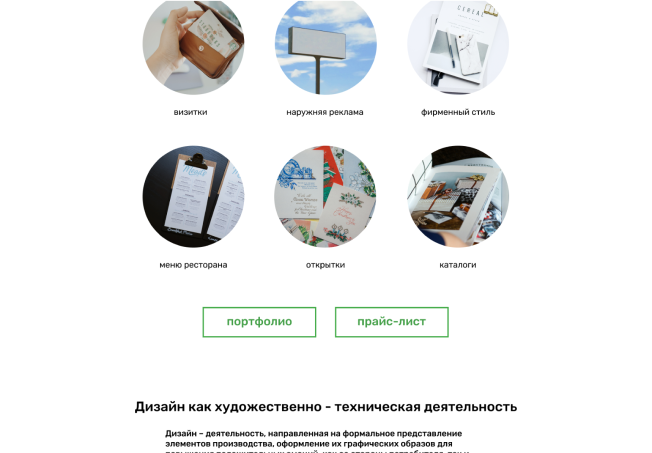 CEREAL
визитки
наружняя реклама
фирменный стиль
меню ресторана
открытки
каталоги
портфолио
прайс-лист
Дизайн как художественно - техническая деятельность
Дизайн – деятельность, направленная на формальное представление
элементов производства, оформление их графических образов для